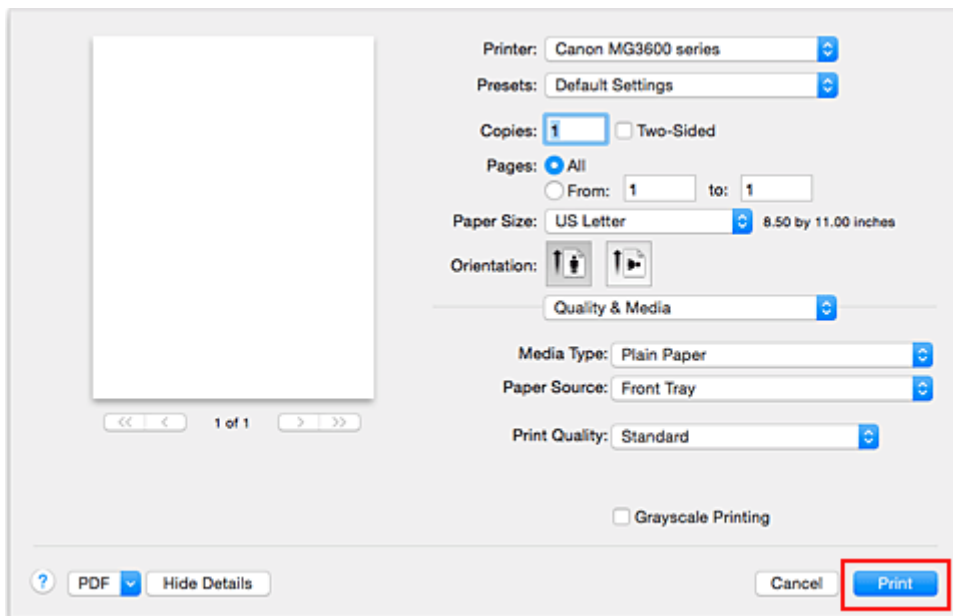 Printer: Canon MG3600 series
Presets: Default Settings
Copies: 1 Two-Sided
Pages: All
From: 1 to: 1
Paper Size: US Letter 8.50 by 11.00 inches
Orientation:
Quality & Media
Media Type: Plain Paper
Paper Source: Front Tray
<< < 1 of 1 > >>
Print Quality: Standard
Grayscale Printing
? PDF Hide Details Cancel Print